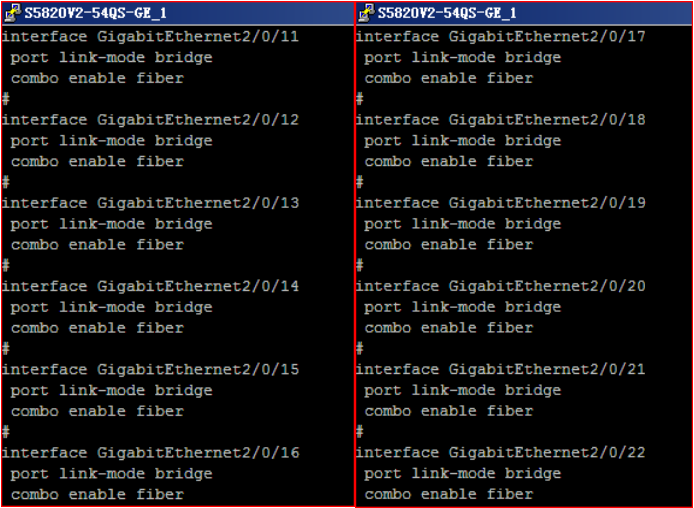 S5820V2-54QS-GE_1
interface GigabitEthernet2/0/11
port link-mode bridge
combo enable fiber
#
interface GigabitEthernet2/0/12
port link-mode bridge
combo enable fiber
#
interface GigabitEthernet2/0/13
port link-mode bridge
combo enable fiber
#
interface GigabitEthernet2/0/14
port link-mode bridge
combo enable fiber
#
interface GigabitEthernet2/0/15
port link-mode bridge
combo enable fiber
#
interface GigabitEthernet2/0/16
port link-mode bridge
combo enable fiber
S5820V2-54QS-GE_1
interface GigabitEthernet2/0/17
port link-mode bridge
combo enable fiber
#
interface GigabitEthernet2/0/18
port link-mode bridge
combo enable fiber
#
interface GigabitEthernet2/0/19
port link-mode bridge
combo enable fiber
#
interface GigabitEthernet2/0/20
port link-mode bridge
combo enable fiber
#
interface GigabitEthernet2/0/21
port link-mode bridge
combo enable fiber
#
interface GigabitEthernet2/0/22
port link-mode bridge
combo enable fiber